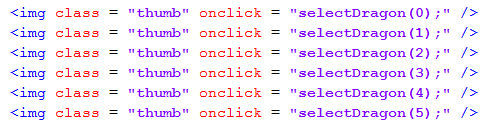 <img class = "thumb" onclick = "selectDragon(0);" />
<img class = "thumb" onclick = "selectDragon(1);" />
<img class = "thumb" onclick = "selectDragon(2);" />
<img class = "thumb" onclick = "selectDragon(3);" />
<img class = "thumb" onclick = "selectDragon(4);" />
<img class = "thumb" onclick = "selectDragon(5);" />